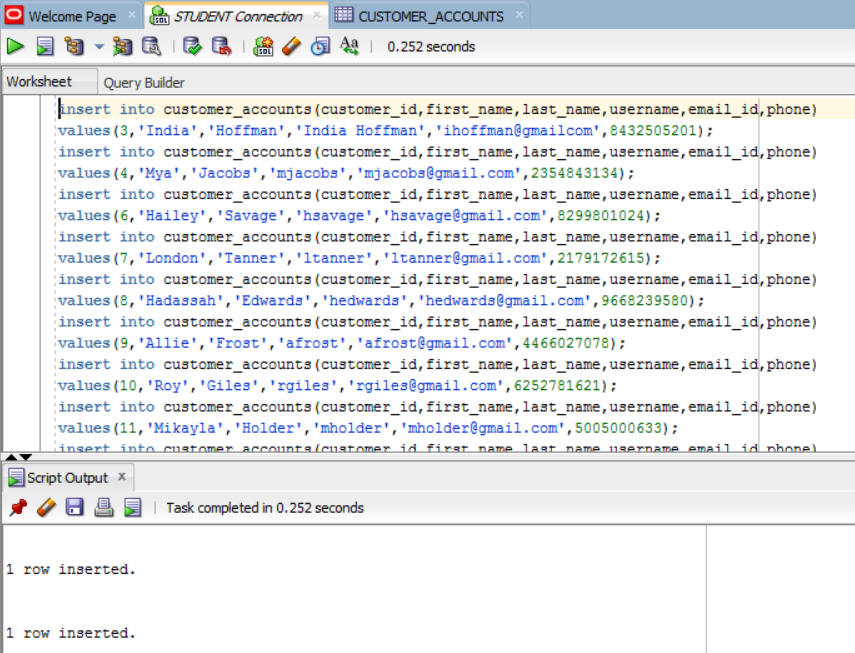 Welcome Page × STUDENT Connection × CUSTOMER_ACCOUNTS ×
SQL SQL Aa 0.252 seconds
Worksheet Query Builder
insert into customer_accounts(customer_id,first_name,last_name,username,email_id,phone)
values(3,'India','Hoffman','India Hoffman','ihoffman@gmailcom',8432505201);
insert into customer_accounts(customer_id,first_name,last_name,username,email_id,phone)
values(4,'Mya','Jacobs','mjacobs','mjacobs@gmail.com',2354843134);
insert into customer_accounts(customer_id,first_name,last_name,username,email_id,phone)
values(6,'Hailey','Savage','hsavage','hsavage@gmail.com',8299801024);
insert into customer_accounts(customer_id,first_name,last_name,username,email_id,phone)
values(7,'London','Tanner','ltanner','ltanner@gmail.com',2179172615);
insert into customer_accounts(customer_id,first_name,last_name,username,email_id,phone)
values(8,'Hadassah','Edwards','hedwards','hedwards@gmail.com',9668239580);
insert into customer_accounts(customer_id,first_name,last_name,username,email_id,phone)
values(9,'Allie','Frost','afrost','afrost@gmail.com',4466027078);
insert into customer_accounts(customer_id,first_name,last_name,username,email_id,phone)
values(10,'Roy','Giles','rgiles','rgiles@gmail.com',6252781621);
insert into customer_accounts(customer_id,first_name,last_name,username,email_id,phone)
values(11,'Mikayla','Holder','mholder','mholder@gmail.com',5005000633);
insert into customer_accounts(customer_id,first_name,last_name,username,email_id,phone)
Script Output ×
Task completed in 0.252 seconds
1 row inserted.
1 row inserted.